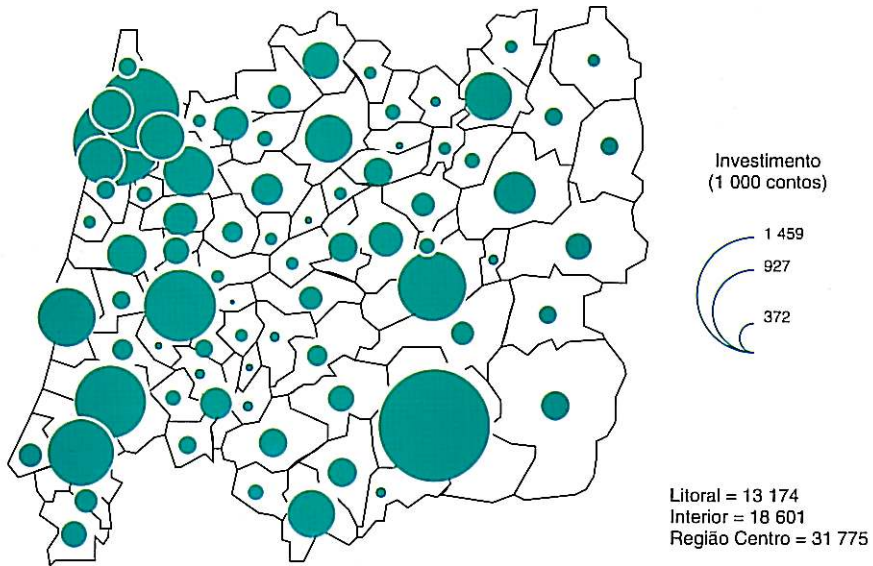 Investimento
(1 000 contos)
1 459
927
372
Litoral = 13 174
Interior = 18 601
Região Centro = 31 775